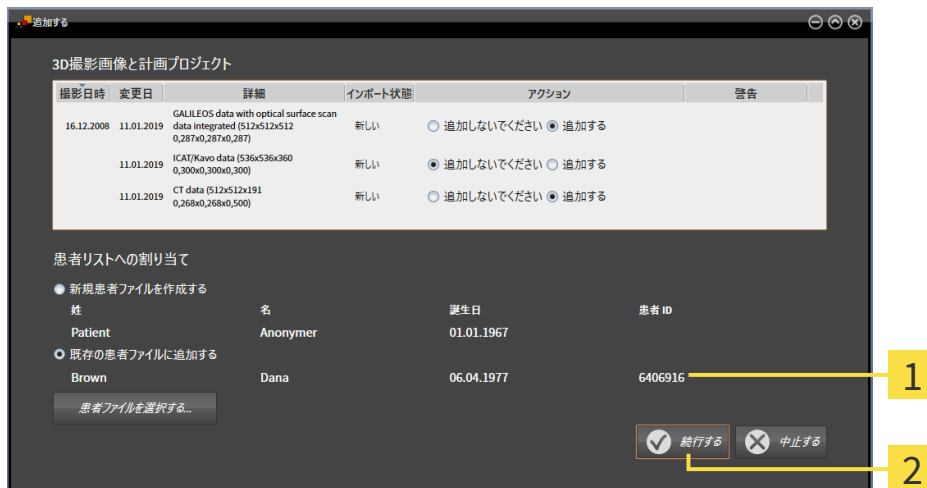 追加する
3D撮影画像と計画プロジェクト
撮影日時 変更日 詳細 インポート状態 アクション 警告
16.12.2008 11.01.2019 GALILEOS data with optical surface scan data integrated (512x512x512 0,287x0,287x0,287) 新しい 追加しないでください 追加する
11.01.2019 ICAT/Kavo data (536x536x360 0,300x0,300x0,300) 新しい 追加しないでください 追加する
11.01.2019 CT data (512x512x191 0,268x0,268x0,500) 新しい 追加しないでください 追加する
患者リストへの割り当て
新規患者ファイルを作成する
姓 名 誕生日 患者 ID
Patient Anonymer 01.01.1967
既存の患者ファイルに追加する
Brown Dana 06.04.1977 6406916
1
患者ファイルを選択する...
続行する 中止する
2